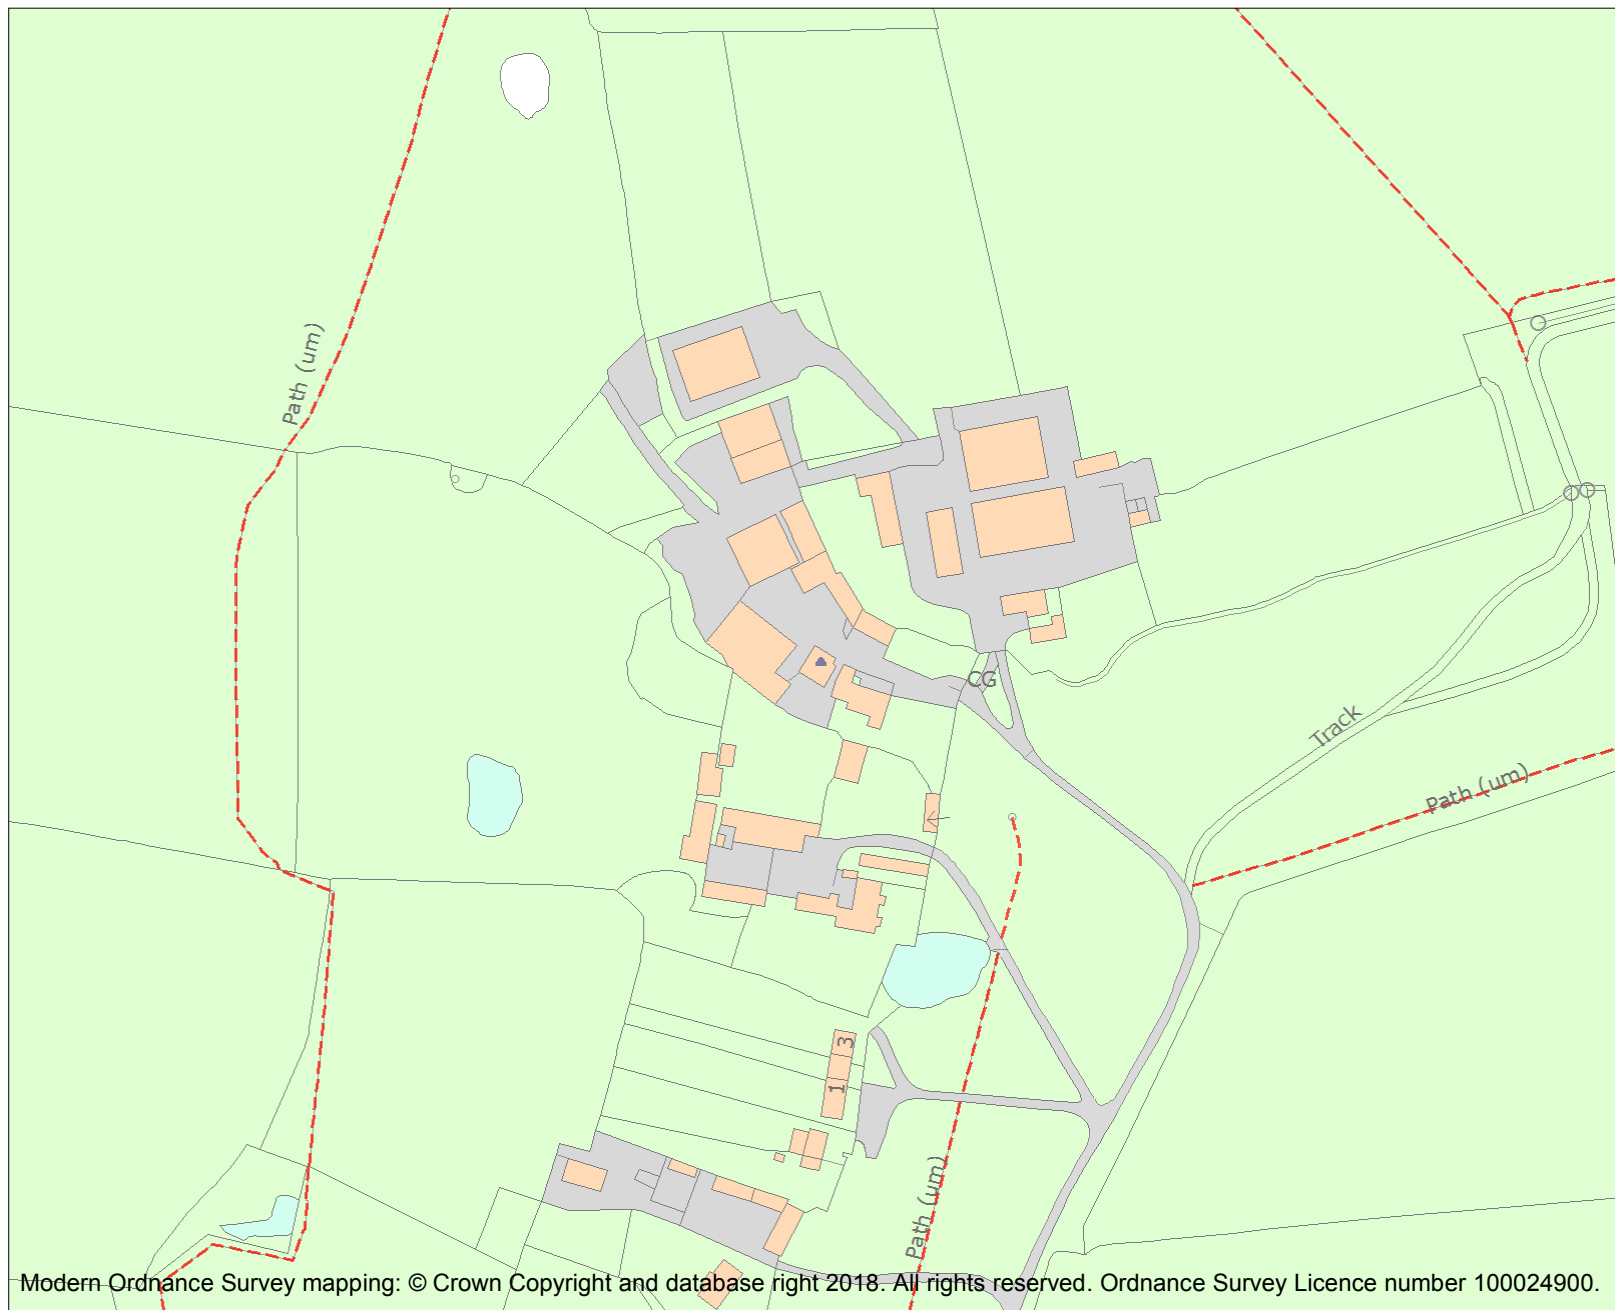 Path (um)
CG
Track
Path (um)
3
1
Path (um)
Modern Ordnance Survey mapping: © Crown Copyright and database right 2018. All rights reserved. Ordnance Survey Licence number 100024900.